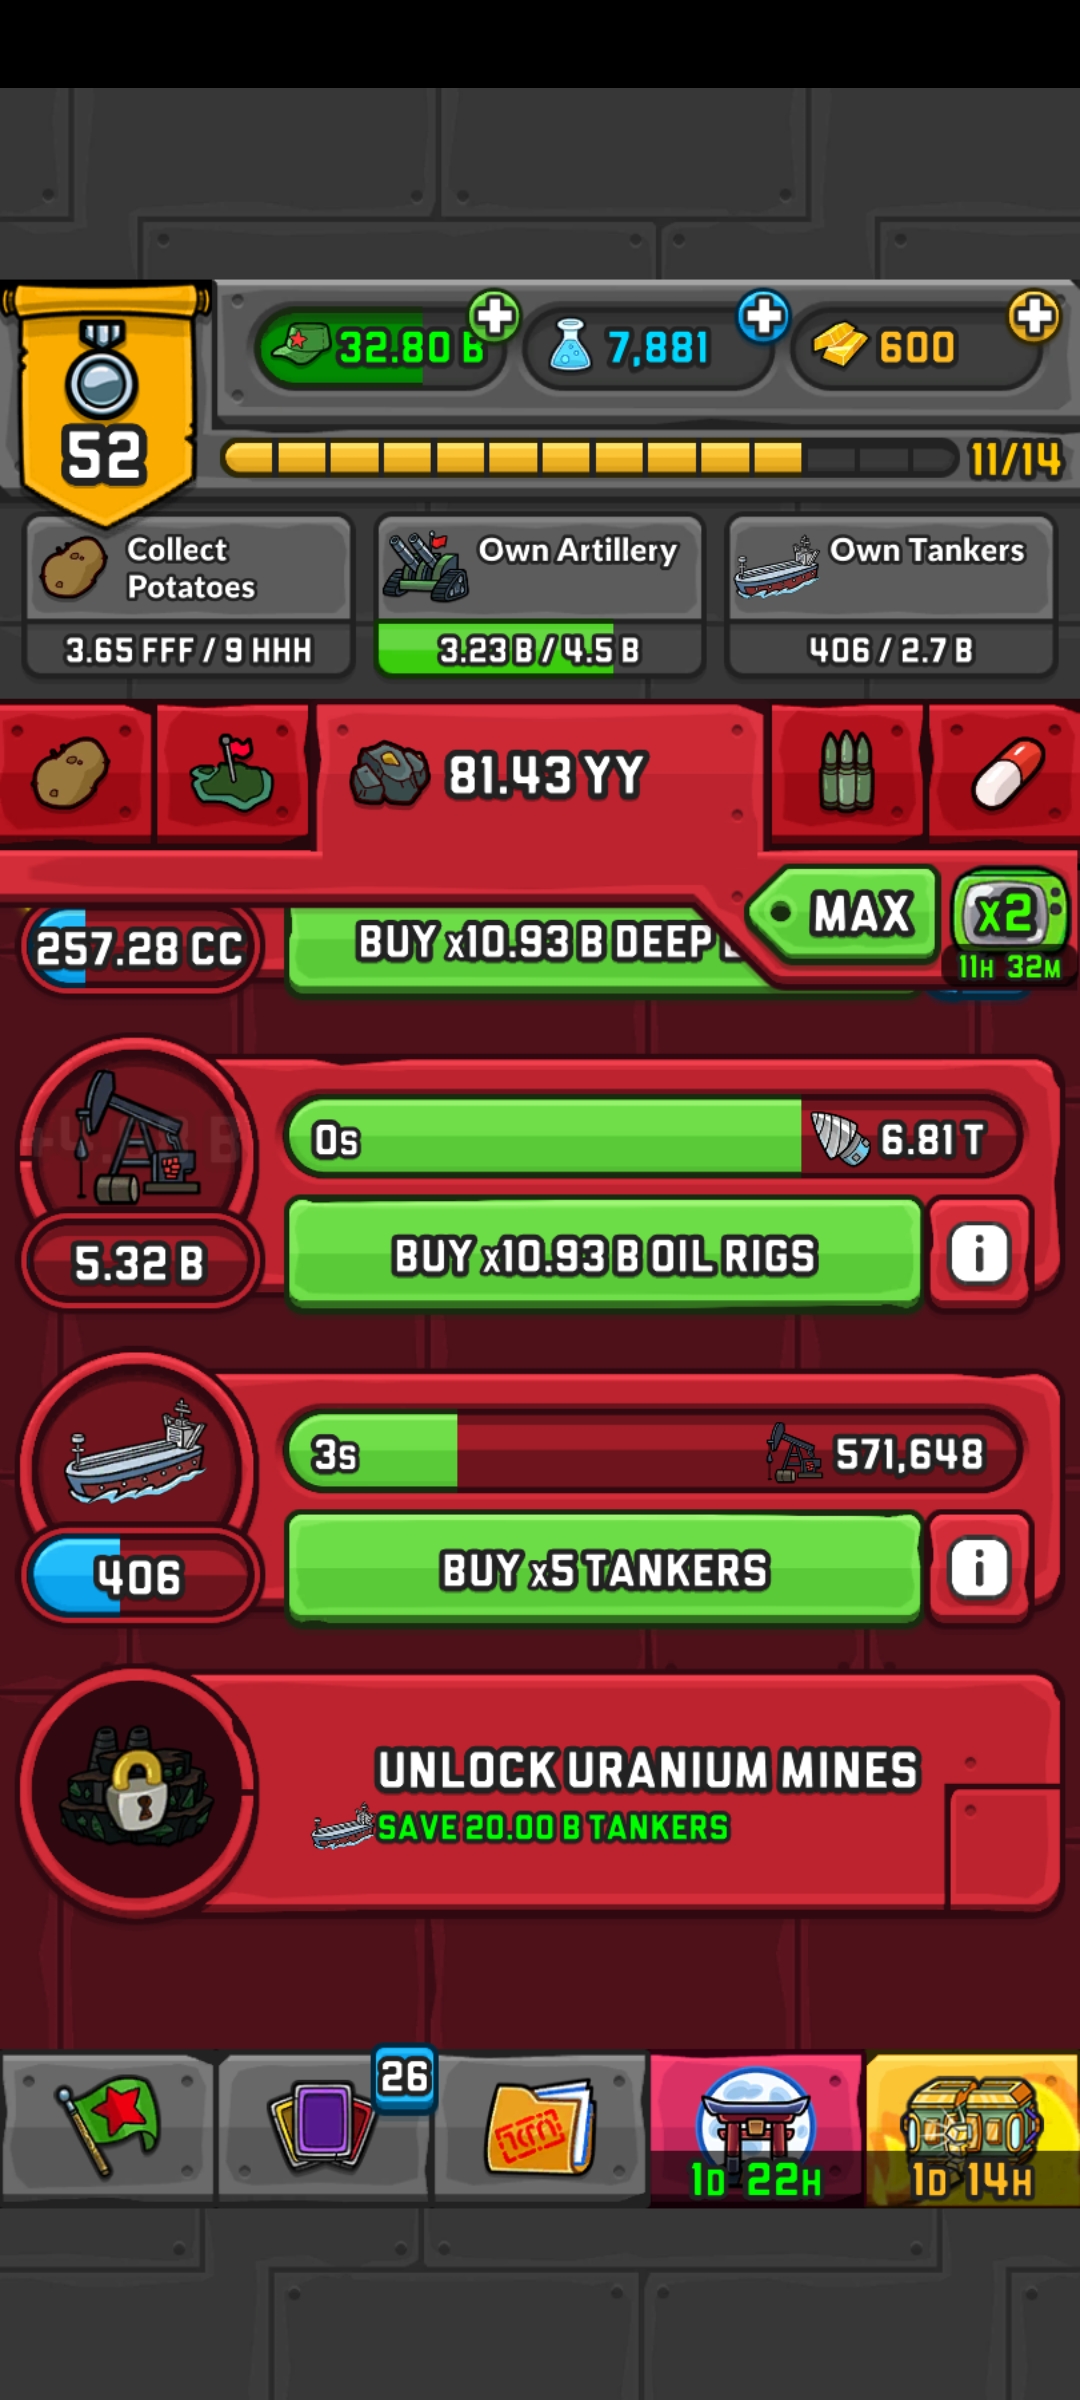 32.80 B
7,881
600
52
11/14
Collect
Potatoes
3.65 FFF / 9 HHH
Own Artillery
3.23 B / 4.5 B
Own Tankers
406 / 2.7 B
81.43 YY
MAX
x2
11H 32M
257.28 CC
BUY x10.93 B DEEP
0s
6.81 T
5.32 B
BUY x10.93 B OIL RIGS
i
3s
571,648
406
BUY x5 TANKERS
i
UNLOCK URANIUM MINES
SAVE 20.00 B TANKERS
26
1D 22H
1D 14H